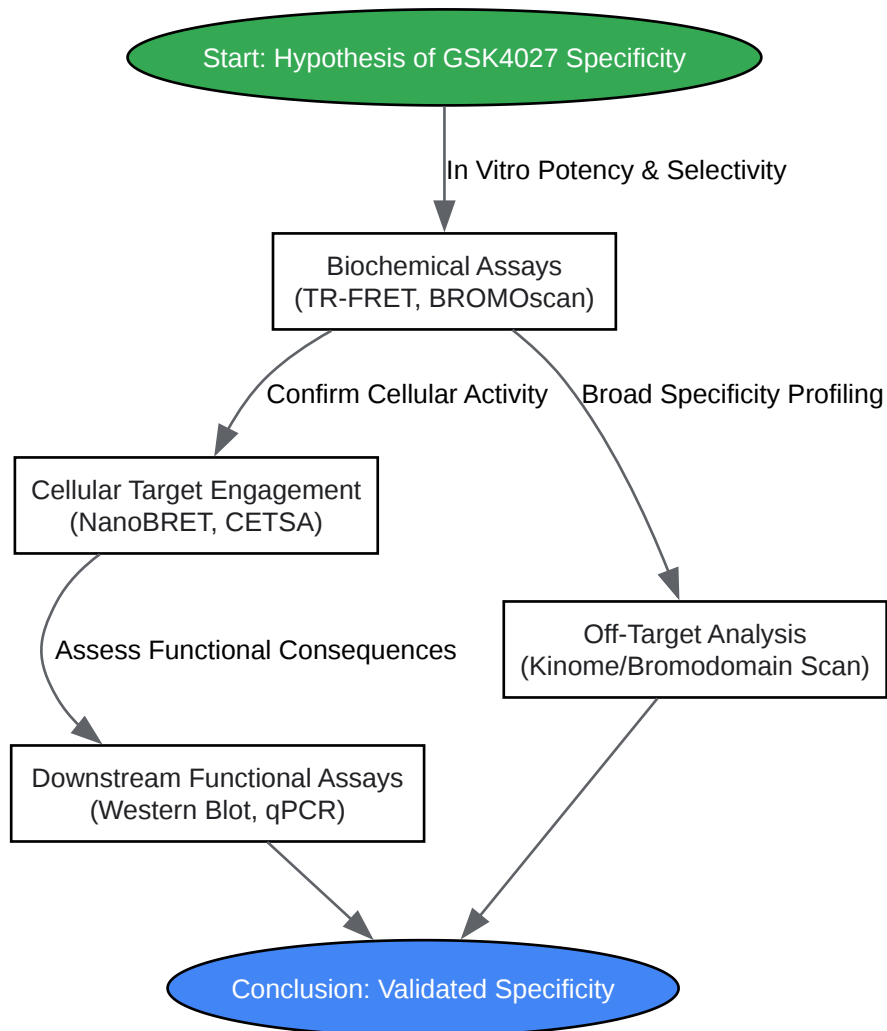 Start: Hypothesis of GSK4027 Specificity
In Vitro Potency & Selectivity
Biochemical Assays
(TR-FRET, BROMOscan)
Confirm Cellular Activity
Broad Specificity Profiling
Cellular Target Engagement
(NanoBRET, CETSA)
Assess Functional Consequences
Off-Target Analysis
(Kinome/Bromodomain Scan)
Downstream Functional Assays
(Western Blot, qPCR)
Conclusion: Validated Specificity